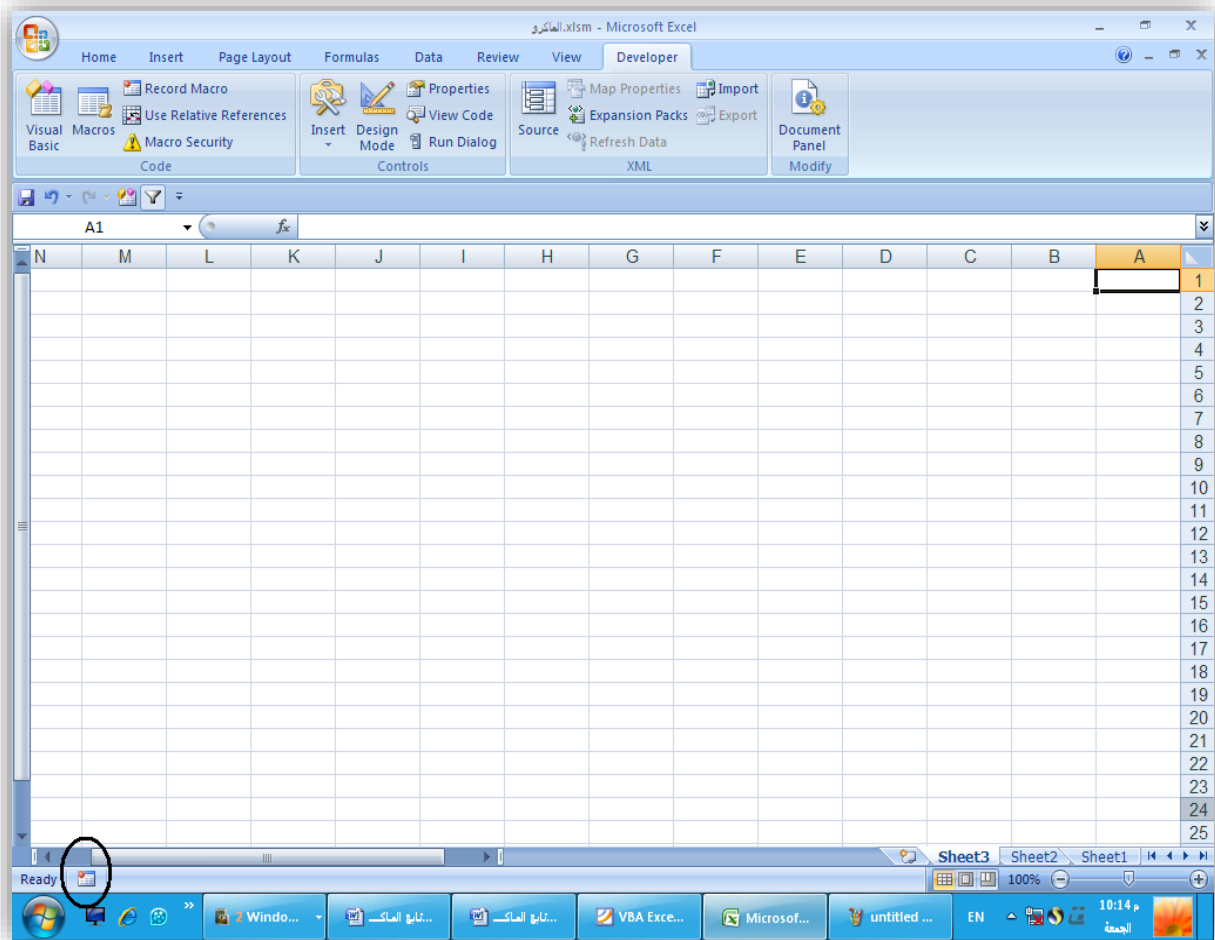 الماكرو.xlsm - Microsoft Excel
Home Insert Page Layout Formulas Data Review View Developer
Visual Basic
Macros
Record Macro
Use Relative References
Macro Security
Code
Insert
Design Mode
Properties
View Code
Run Dialog
Controls
Source
Map Properties
Expansion Packs
Refresh Data
Import
Export
XML
Document Panel
Modify
A1
fx
N M L K J I H G F E D C B A
1
2
3
4
5
6
7
8
9
10
11
12
13
14
15
16
17
18
19
20
21
22
23
24
25
Sheet3 Sheet2 Sheet1
Ready
100%
2 Windo...
تابع الماكـ...
تابع الماكـ...
VBA Exce...
Microsof...
untitled ...
EN
10:14 م
الجمعة